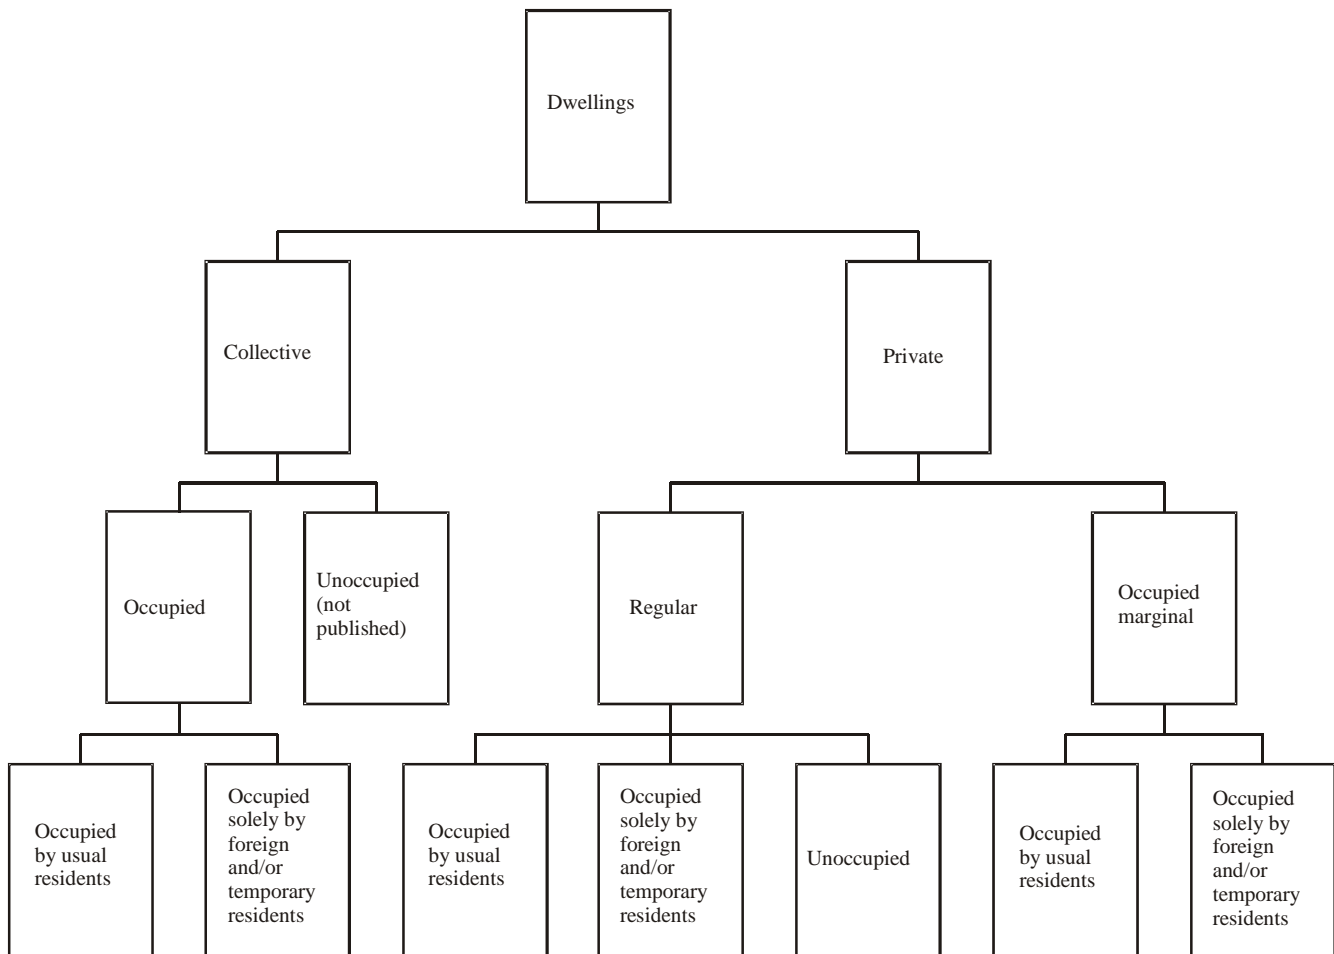 Dwellings
Collective
Private
Occupied
Unoccupied
(not
published)
Regular
Occupied
marginal
Occupied
by usual
residents
Occupied
solely by
foreign
and/or
temporary
residents
Occupied
by usual
residents
Occupied
solely by
foreign
and/or
temporary
residents
Unoccupied
Occupied
by usual
residents
Occupied
solely by
foreign
and/or
temporary
residents